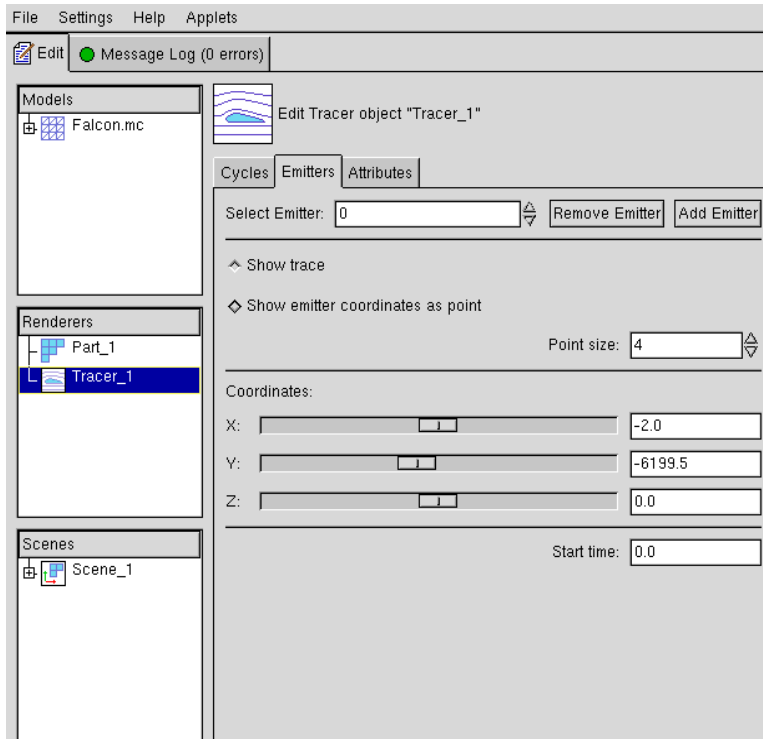 File Settings Help Applets
Edit Message Log (0 errors)
Models
Falcon.mc
Edit Tracer object "Tracer_1"
Cycles Emitters Attributes
Select Emitter: 0 Remove Emitter Add Emitter
Show trace
Show emitter coordinates as point
Point size: 4
Renderers
Part_1
Tracer_1
Coordinates:
X: -2.0
Y: -6199.5
Z: 0.0
Start time: 0.0
Scenes
Scene_1